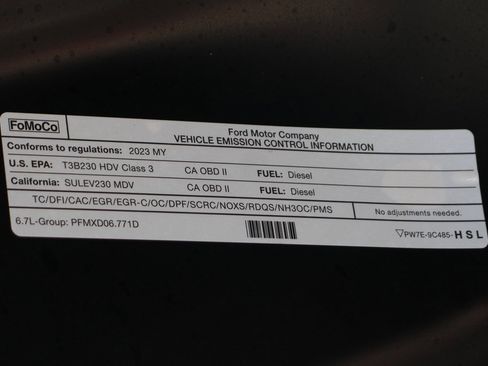 FoMoCo
Ford Motor Company
VEHICLE EMISSION CONTROL INFORMATION
Conforms to regulations: 2023 MY
U.S. EPA: T3B230 HDV Class 3 CA OBD II FUEL: Diesel
California: SULEV230 MDV CA OBD II FUEL: Diesel
TC/DFI/CAC/EGR/EGR-C/OC/DPF/SCRC/NOXS/RDQS/NH3OC/PMS No adjustments needed.
6.7L-Group: PFMXD06.771D ▽PW7E-9C485-HSL